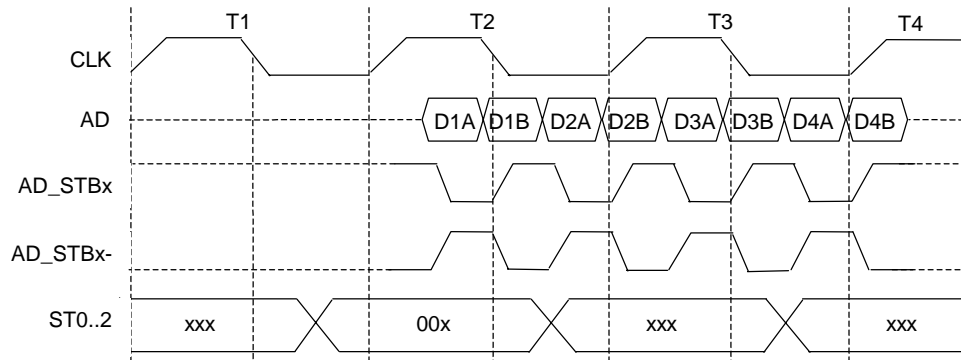 T1 T2 T3 T4
CLK
AD D1A D1B D2A D2B D3A D3B D4A D4B
AD_STBx
AD_STBx-
ST0..2 xxx 00x xxx xxx